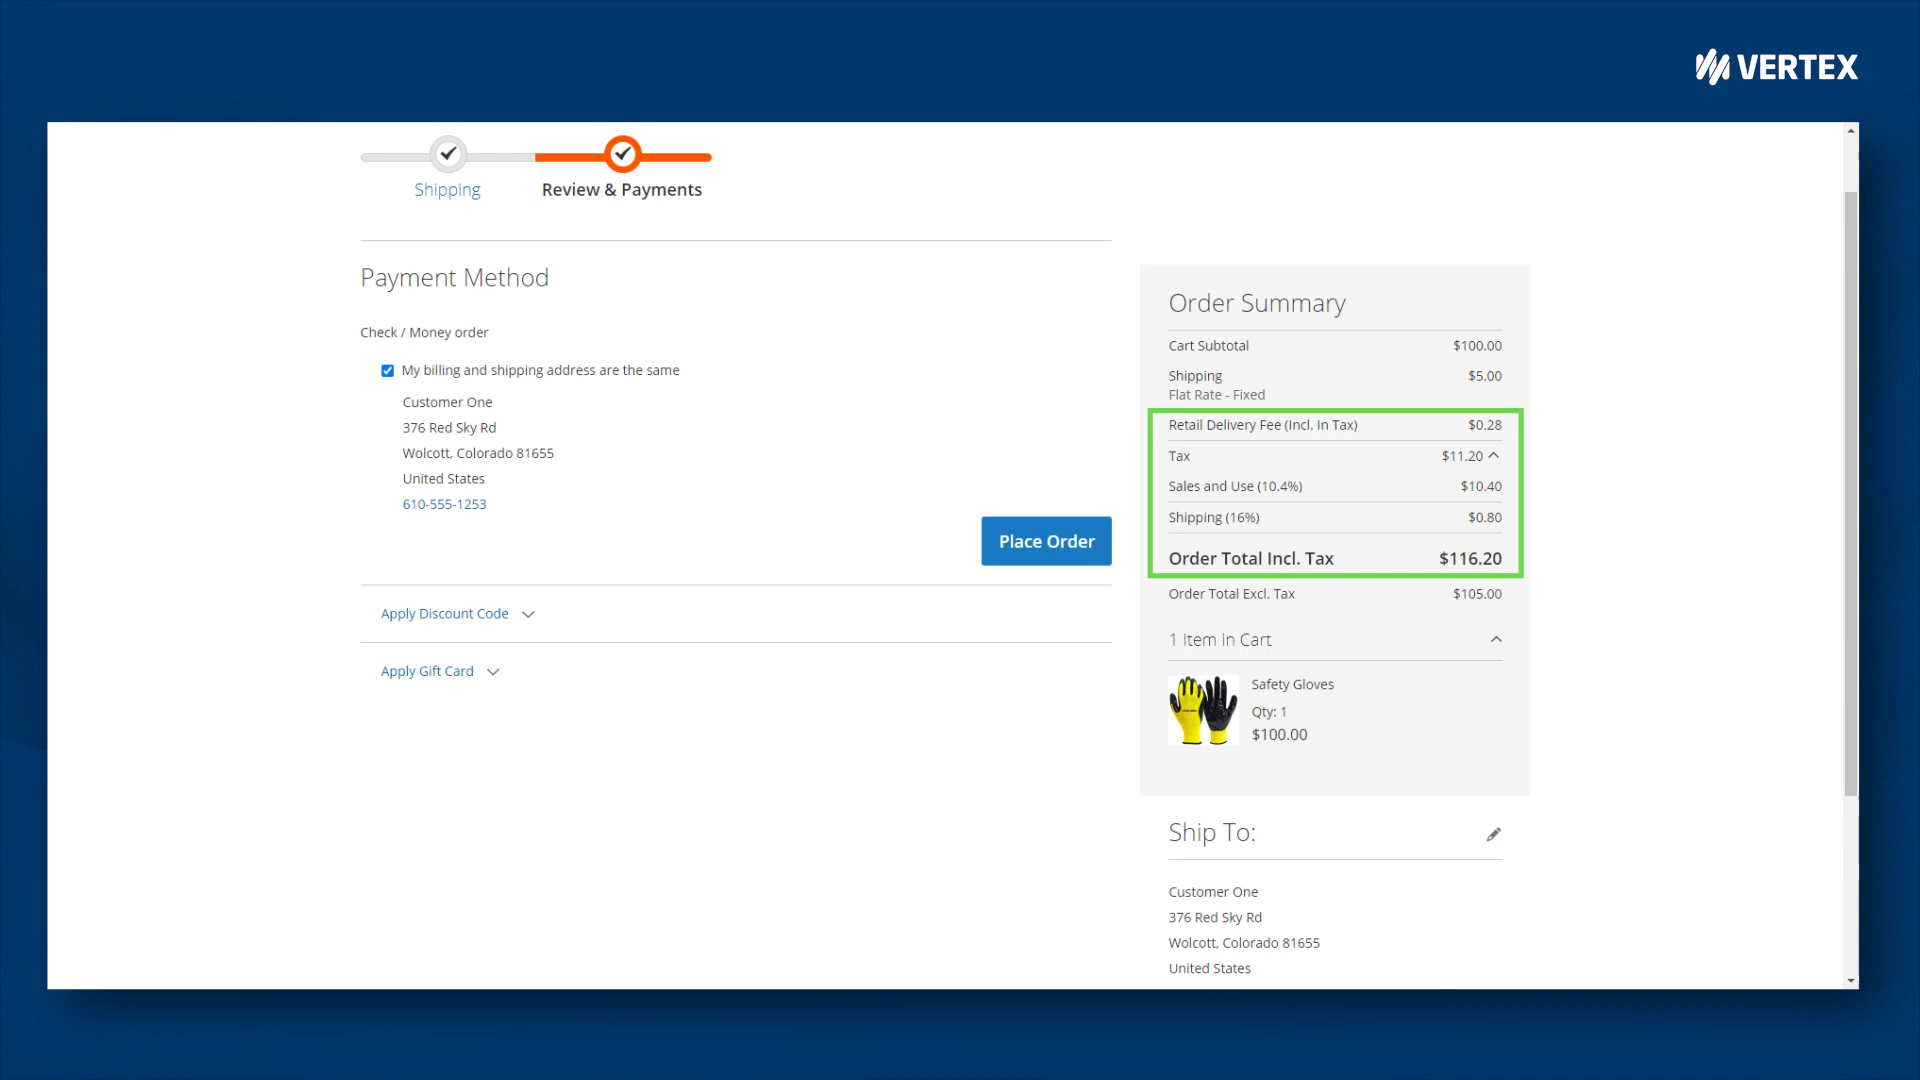 VERTEX
Shipping
Review & Payments
Payment Method
Check / Money order
My billing and shipping address are the same
Customer One
376 Red Sky Rd
Wolcott, Colorado 81655
United States
610-555-1253
Place Order
Apply Discount Code
Apply Gift Card
Order Summary
Cart Subtotal $100.00
Shipping $5.00
Flat Rate - Fixed
Retail Delivery Fee (Incl. In Tax) $0.28
Tax $11.20
Sales and Use (10.4%) $10.40
Shipping (16%) $0.80
Order Total Incl. Tax $116.20
Order Total Excl. Tax $105.00
1 Item in Cart
Safety Gloves
Qty: 1
$100.00
Ship To:
Customer One
376 Red Sky Rd
Wolcott, Colorado 81655
United States